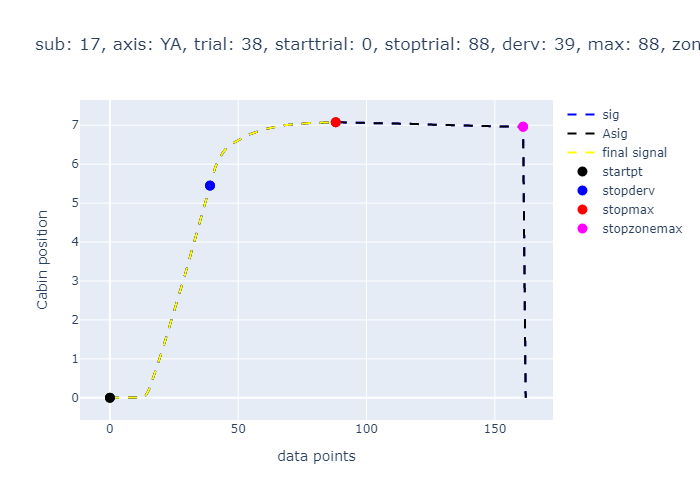 sub: 17, axis: YA, trial: 38, starttrial: 0, stoptrial: 88, derv: 39, max: 88, zon
sig
Asig
final signal
startpt
stopderv
stopmax
stopzonemax
Cabin position
7
6
5
4
3
2
1
0
0
50
100
150
data points